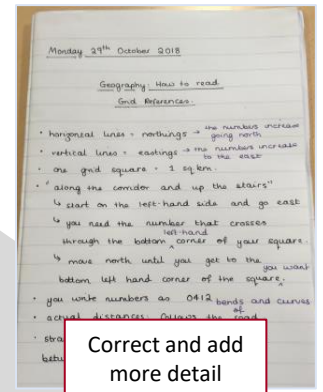 Monday 29th October 2018
Geography: How to read
Grid References.
• horizontal lines = northings → the numbers increase
going north
• vertical lines = eastings → the numbers increase
to the east
• one grid square = 1 sq km.
• "along the corridor and up the stairs"
↳ start on the left-hand side and go east
↳ you need the number that crosses
left-hand
through the bottom ^ corner of your square.
↳ move north until you get to the
you want
bottom left hand corner of the square ^.
• you write numbers as 0412
bends and curves
of
• actual distances: follows the road
• stra
betw
Correct and add
more detail